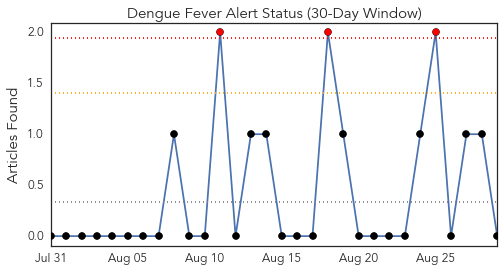 Dengue Fever Alert Status (30-Day Window)
Articles Found
2.0
1.5
1.0
0.5
0.0
Jul 31
Aug 05
Aug 10
Aug 15
Aug 20
Aug 25